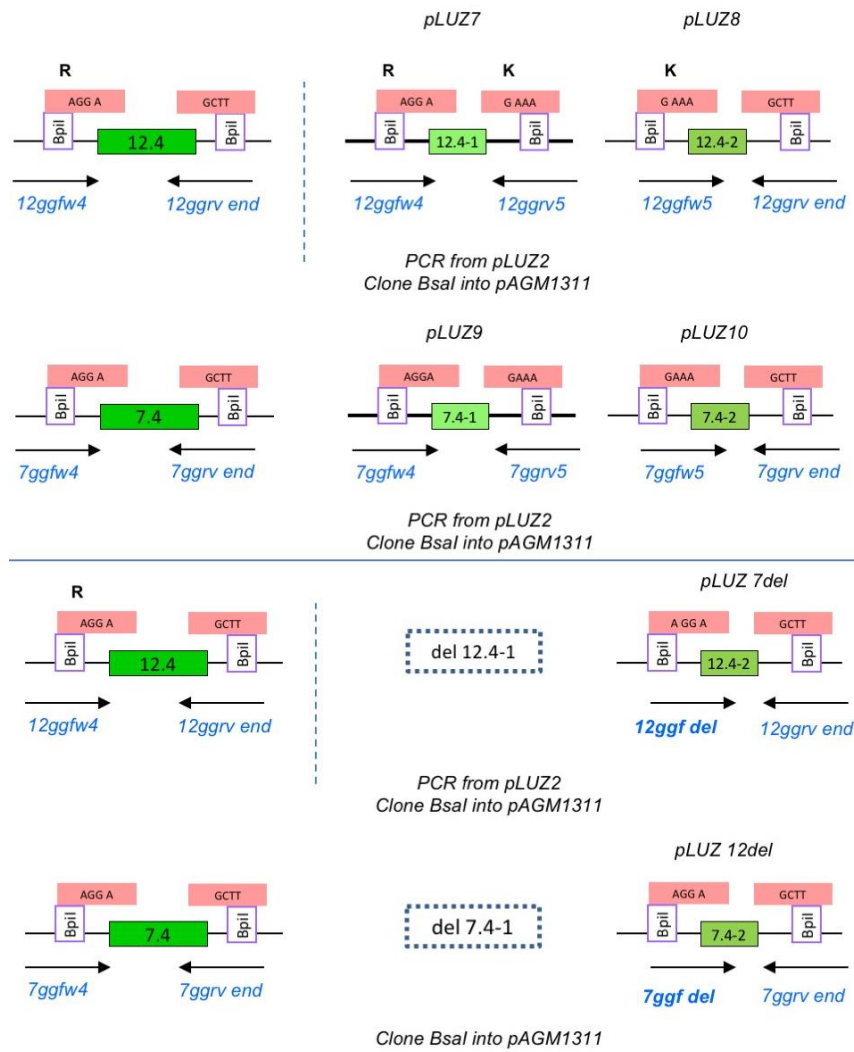 pLUZ7 pLUZ8
R R K K
AGG A GCTT AGG A G AAA G AAA GCTT
BpiI 12.4 BpiI BpiI 12.4-1 BpiI BpiI 12.4-2 BpiI
12ggfw4 12ggrv end 12ggfw4 12ggrv5 12ggfw5 12ggrv end
PCR from pLUZ2
Clone BsaI into pAGM1311
pLUZ9 pLUZ10
AGG A GCTT AGGA GAAA GAAA GCTT
BpiI 7.4 BpiI BpiI 7.4-1 BpiI BpiI 7.4-2 BpiI
7ggfw4 7ggrv end 7ggfw4 7ggrv5 7ggfw5 7ggrv end
PCR from pLUZ2
Clone BsaI into pAGM1311
R pLUZ 7del
AGG A GCTT A GG A GCTT
BpiI 12.4 BpiI del 12.4-1 BpiI 12.4-2 BpiI
12ggfw4 12ggrv end 12ggf del 12ggrv end
PCR from pLUZ2
Clone BsaI into pAGM1311
pLUZ 12del
AGG A GCTT AGG A GCTT
BpiI 7.4 BpiI del 7.4-1 BpiI 7.4-2 BpiI
7ggfw4 7ggrv end 7ggf del 7ggrv end
Clone BsaI into pAGM1311